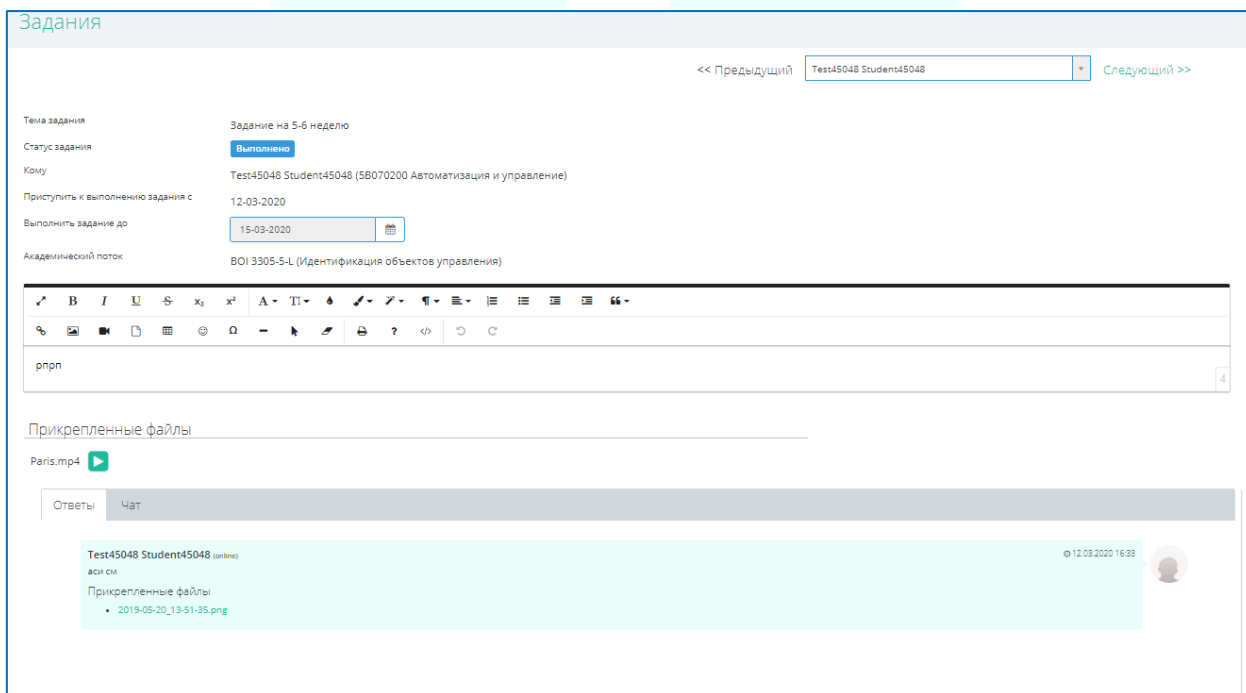 Задания
<< Предыдущий Test45048 Student45048 Следующий >>
Тема задания Задание на 5-6 неделю
Статус задания Выполнено
Кому Test45048 Student45048 (5B070200 Автоматизация и управление)
Приступить к выполнению задания с 12-03-2020
Выполнить задание до 15-03-2020
Академический поток BOI 3305-5-L (Идентификация объектов управления)
рпрп
4
Прикрепленные файлы
Paris.mp4
Ответы Чат
Test45048 Student45048 (online) 12.03.2020 16:33
аси см
Прикрепленные файлы
• 2019-05-20_13-51-35.png